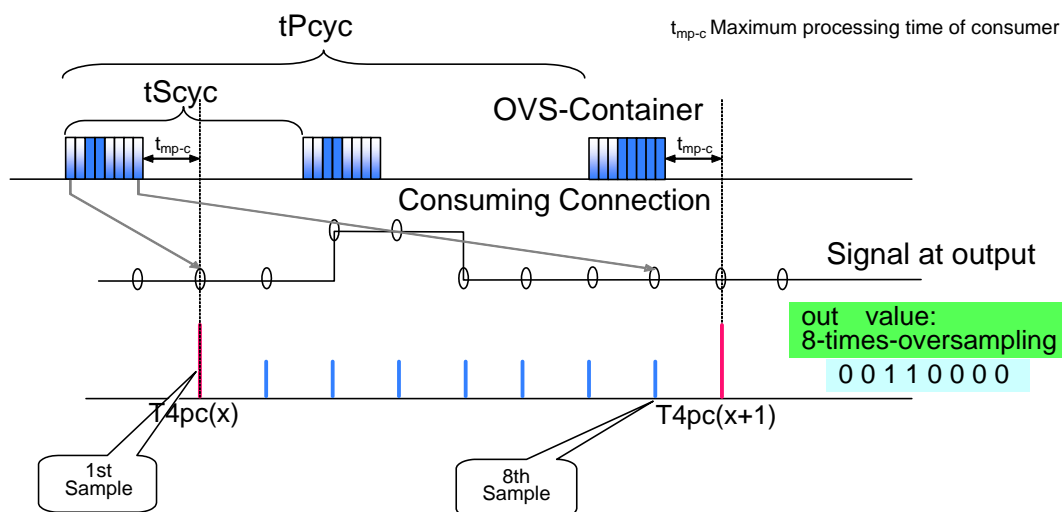 tPcyc
t_mp-c Maximum processing time of consumer
tScyc
OVS-Container
t_mp-c
t_mp-c
Consuming Connection
Signal at output
out value:
8-times-oversampling
0 0 1 1 0 0 0 0
T4pc(x)
T4pc(x+1)
1st
Sample
8th
Sample